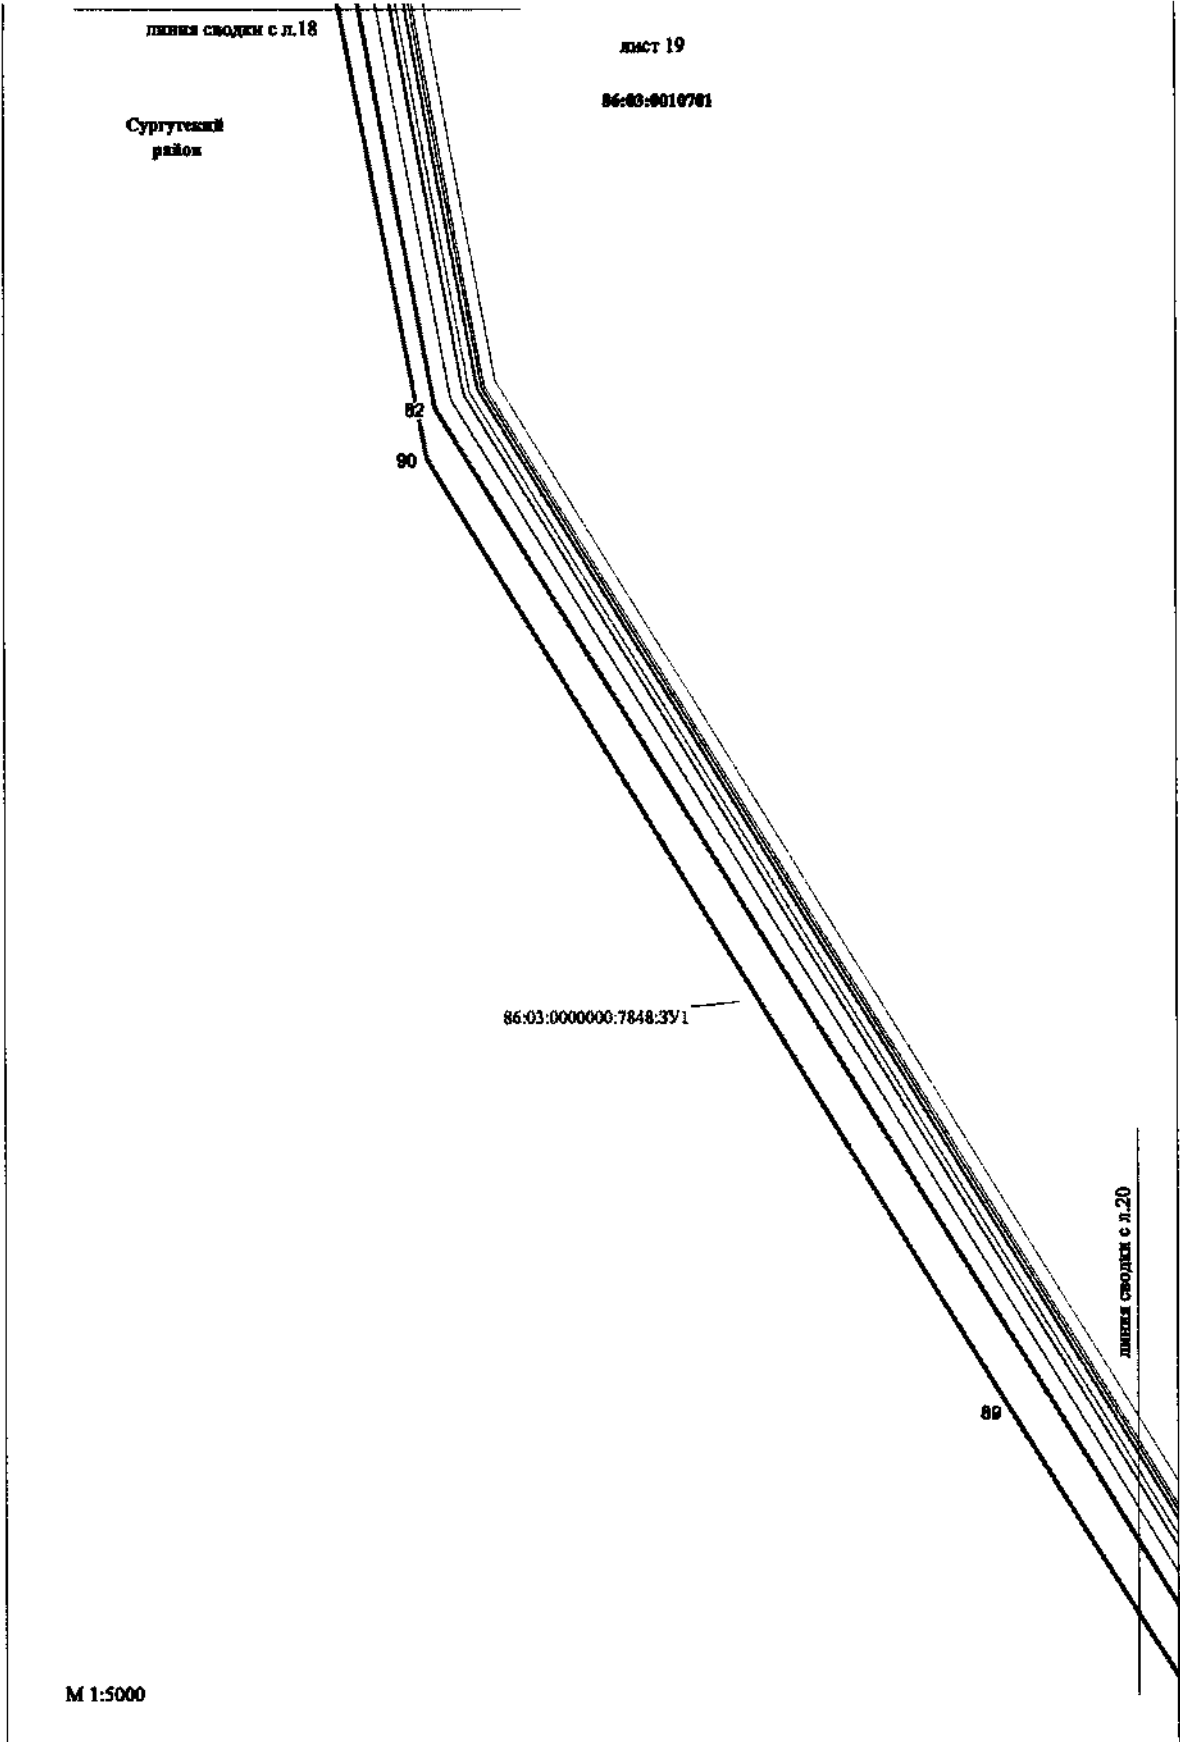 линия сводки с л.18
лист 19
86:03:0010701
Сургутский
район
82
90
86:03:0000000:7848:ЗУ1
линия сводки с л.20
89
М 1:5000